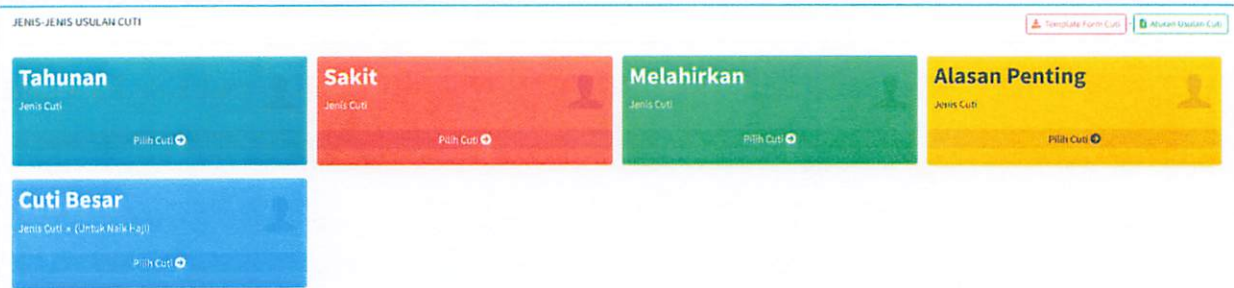 JENIS-JENIS USULAN CUTI
Template Form Cuti - Aturan Usulan Cuti
Tahunan
Jenis Cuti
Pilih Cuti
Sakit
Jenis Cuti
Pilih Cuti
Melahirkan
Jenis Cuti
Pilih Cuti
Alasan Penting
Jenis Cuti
Pilih Cuti
Cuti Besar
Jenis Cuti * (Untuk Naik Haji)
Pilih Cuti